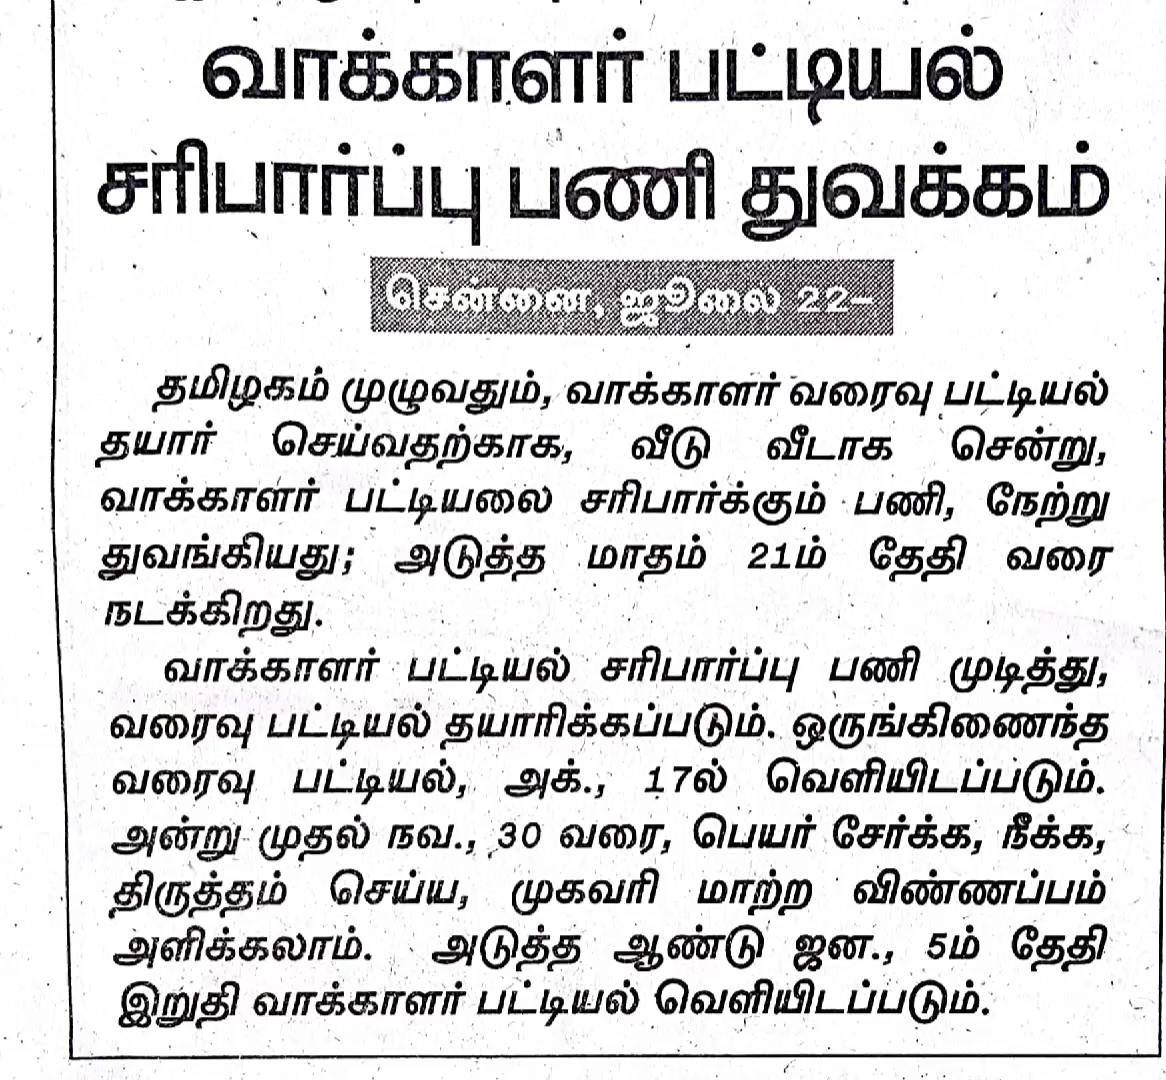 வாக்காளர் பட்டியல்
சரிபார்ப்பு பணி துவக்கம்
சென்னை, ஜூலை 22–
தமிழகம் முழுவதும், வாக்காளர் வரைவு பட்டியல்
தயார் செய்வதற்காக, வீடு வீடாக சென்று,
வாக்காளர் பட்டியலை சரிபார்க்கும் பணி, நேற்று
துவங்கியது; அடுத்த மாதம் 21ம் தேதி வரை
நடக்கிறது.
வாக்காளர் பட்டியல் சரிபார்ப்பு பணி முடித்து,
வரைவு பட்டியல் தயாரிக்கப்படும். ஒருங்கிணைந்த
வரைவு பட்டியல், அக்., 17ல் வெளியிடப்படும்.
அன்று முதல் நவ., 30 வரை, பெயர் சேர்க்க, நீக்க,
திருத்தம் செய்ய, முகவரி மாற்ற விண்ணப்பம்
அளிக்கலாம். அடுத்த ஆண்டு ஜன., 5ம் தேதி
இறுதி வாக்காளர் பட்டியல் வெளியிடப்படும்.